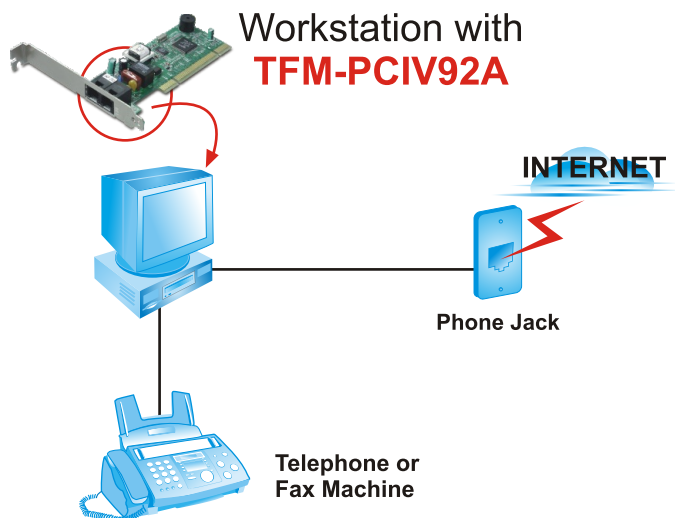 Workstation with
TFM-PCIV92A
INTERNET
Phone Jack
Telephone or
Fax Machine